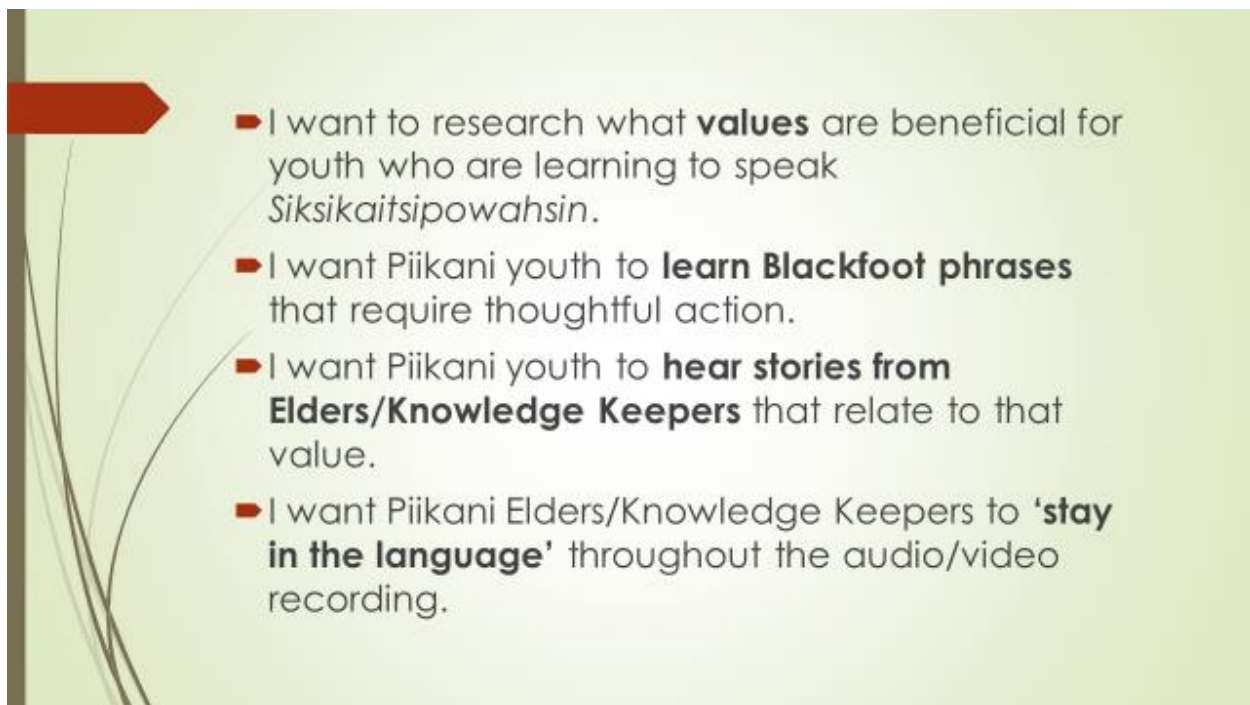 I want to research what values are beneficial for
youth who are learning to speak
Siksikaitsipowahsin.
I want Piikani youth to learn Blackfoot phrases
that require thoughtful action.
I want Piikani youth to hear stories from
Elders/Knowledge Keepers that relate to that
value.
I want Piikani Elders/Knowledge Keepers to ‘stay
in the language’ throughout the audio/video
recording.